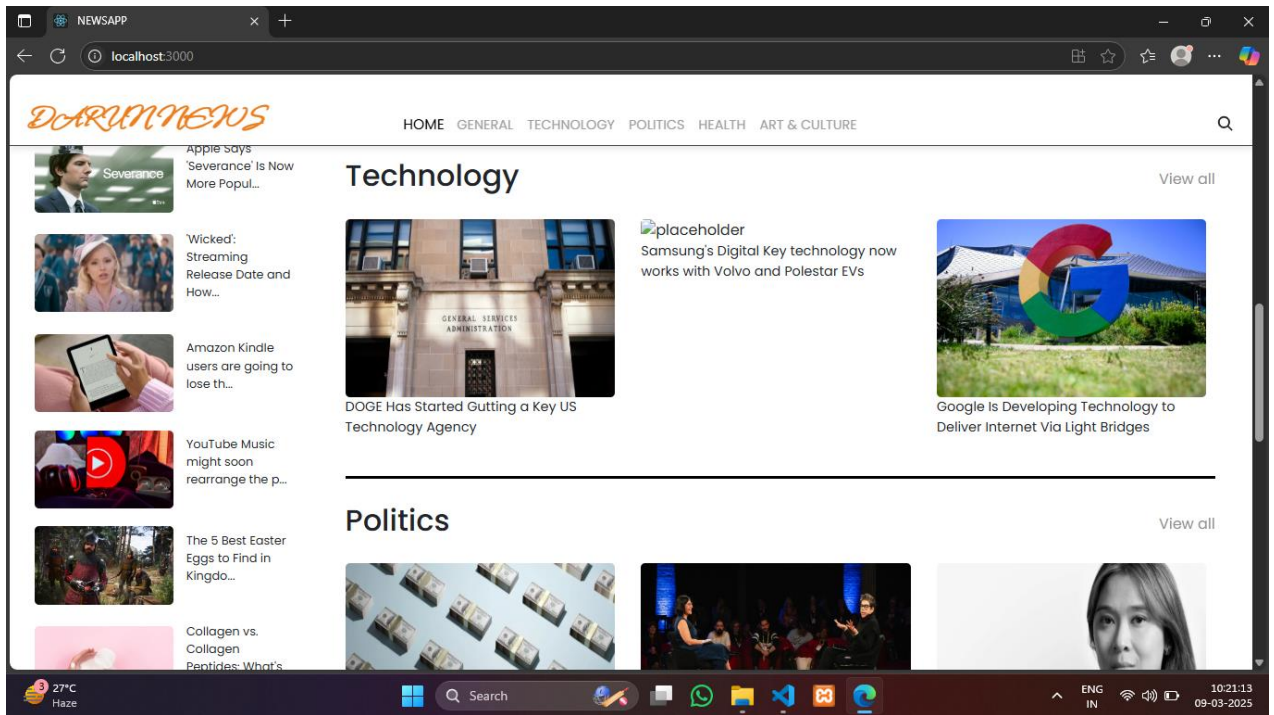 NEWSAPP
localhost:3000
DARUNNEWS
HOME GENERAL TECHNOLOGY POLITICS HEALTH ART & CULTURE
Apple Says
'Severance' Is Now
More Popul...
Severance
'Wicked':
Streaming
Release Date and
How...
Amazon Kindle
users are going to
lose th...
YouTube Music
might soon
rearrange the p...
The 5 Best Easter
Eggs to Find in
Kingdo...
Collagen vs.
Collagen
Peptides: What's
Technology
View all
GENERAL SERVICES
ADMINISTRATION
DOGE Has Started Gutting a Key US
Technology Agency
placeholder
Samsung's Digital Key technology now
works with Volvo and Polestar EVs
Google Is Developing Technology to
Deliver Internet Via Light Bridges
Politics
View all
3
27°C
Haze
Search
ENG
IN
10:21:13
09-03-2025